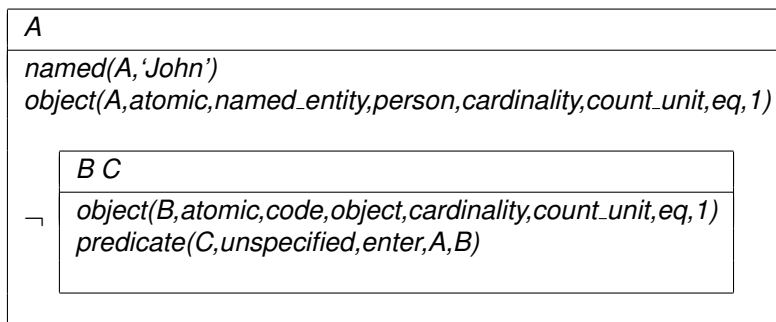 A
named(A,‘John’)
object(A,atomic,named_entity,person,cardinality,count_unit,eq,1)
B C
object(B,atomic,code,object,cardinality,count_unit,eq,1)
¬
predicate(C,unspecified,enter,A,B)